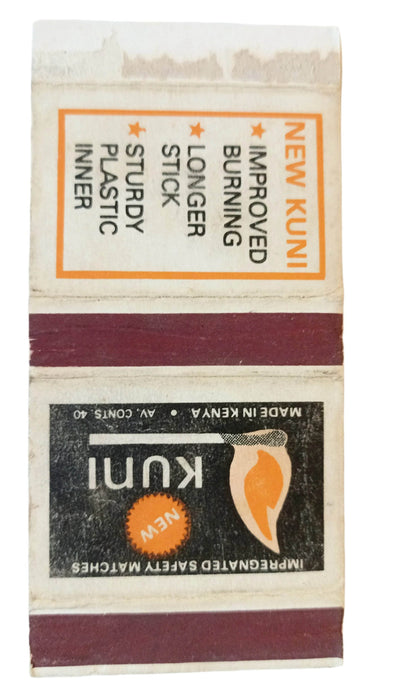 NEW KUNI
★ IMPROVED
BURNING
★ LONGER
STICK
★ STURDY
PLASTIC
INNER
IMPREGNATED SAFETY MATCHES
NEW
KUNI
MADE IN KENYA • AV. CONTS. 40